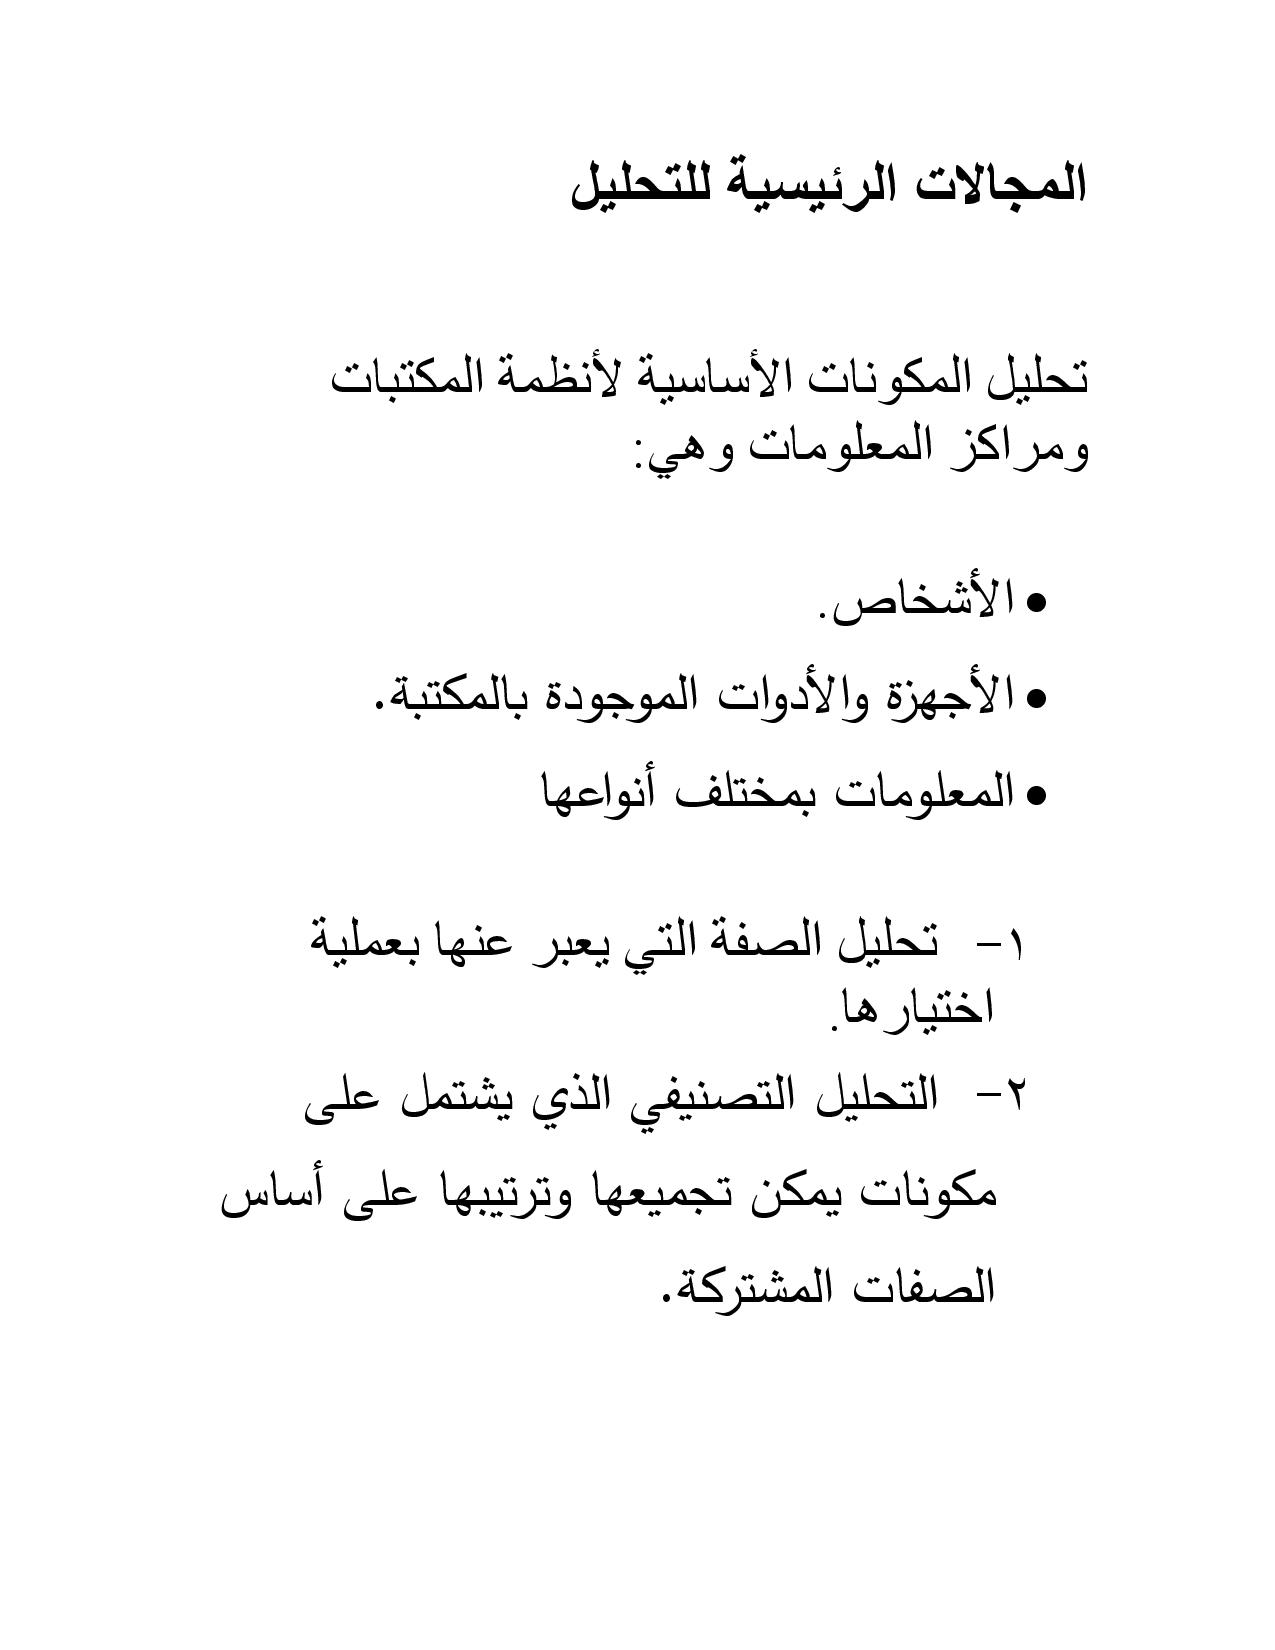 المجالات الرئيسية للتحليل
تحليل المكونات الأساسية لأنظمة المكتبات
ومراكز المعلومات وهي:
• الأشخاص.
• الأجهزة والأدوات الموجودة بالمكتبة.
• المعلومات بمختلف أنواعها
١- تحليل الصفة التي يعبر عنها بعملية
اختيارها.
٢- التحليل التصنيفي الذي يشتمل على
مكونات يمكن تجميعها وترتيبها على أساس
الصفات المشتركة.